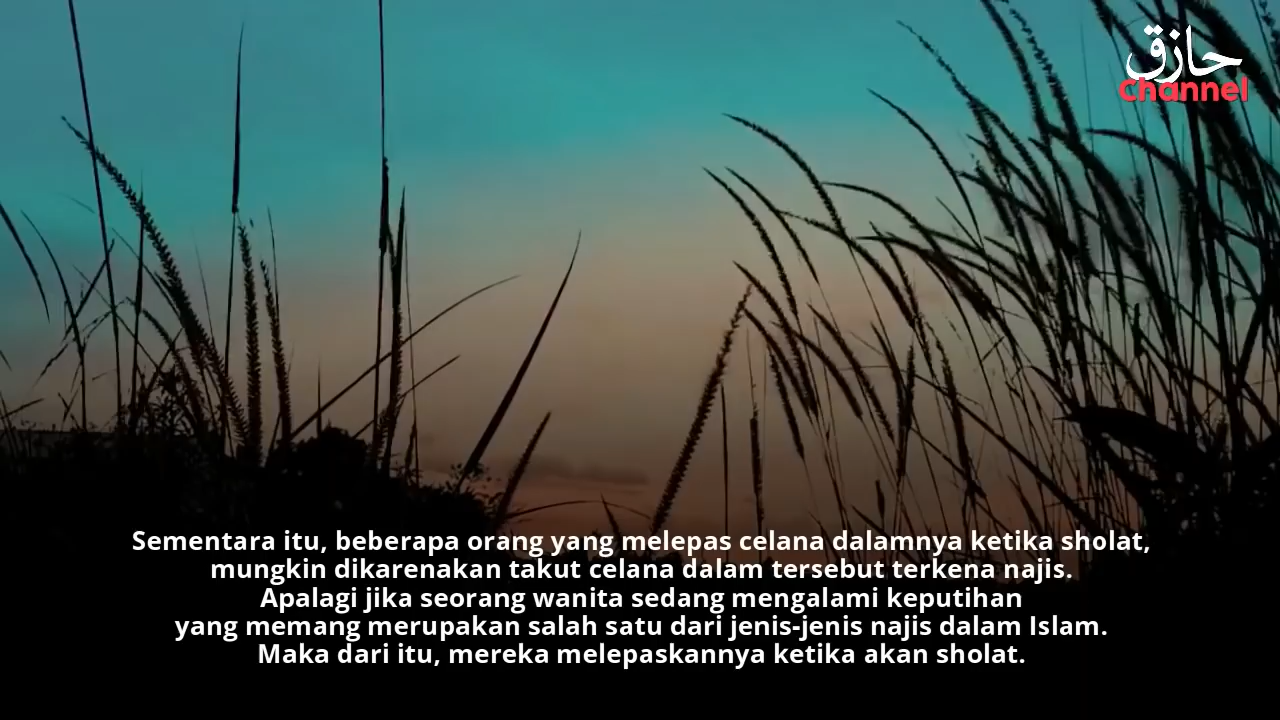 حازق
Channel
Sementara itu, beberapa orang yang melepas celana dalamnya ketika sholat,
mungkin dikarenakan takut celana dalam tersebut terkena najis.
Apalagi jika seorang wanita sedang mengalami keputihan
yang memang merupakan salah satu dari jenis-jenis najis dalam Islam.
Maka dari itu, mereka melepaskannya ketika akan sholat.